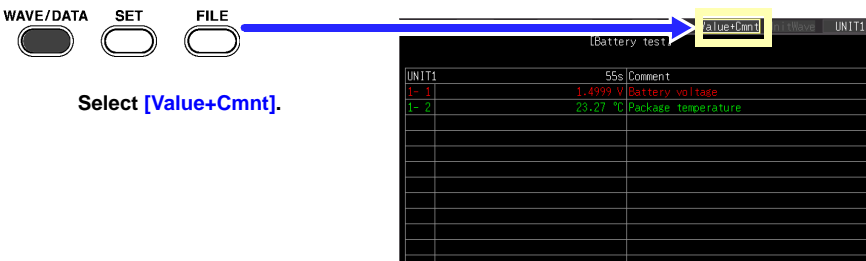 WAVE/DATA SET FILE
Value+Cmnt UnitWave UNIT1
[Battery test]
Select [Value+Cmnt].
UNIT1 55s Comment
1- 1 1.4999 V Battery voltage
1- 2 23.27 °C Package temperature